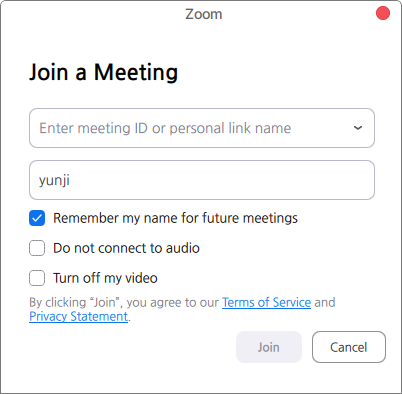 Zoom
Join a Meeting
Enter meeting ID or personal link name
yunji
Remember my name for future meetings
Do not connect to audio
Turn off my video
By clicking “Join”, you agree to our Terms of Service and
Privacy Statement.
Join Cancel